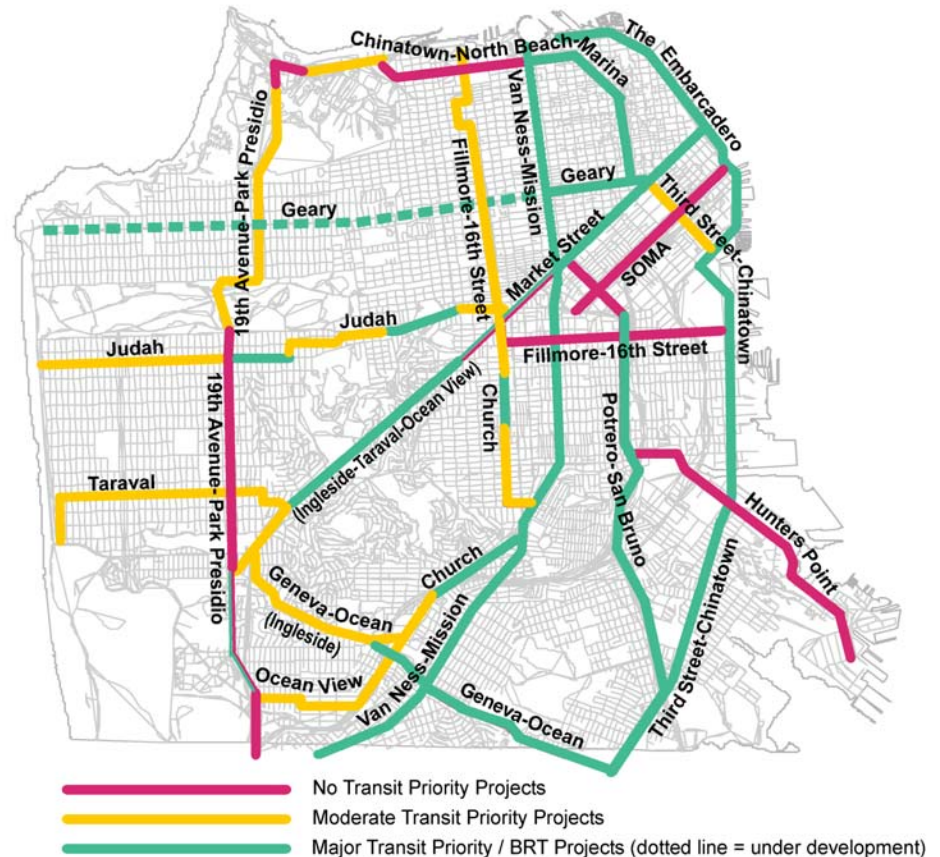 Chinatown-North Beach-Marina
The Embarcadero
19th Avenue-Park Presidio
Van Ness-Mission
Fillmore-16th Street
Geary
Geary
Third Street-Chinatown
Market Street
SOMA
Judah
Judah
Fillmore-16th Street
19th Avenue- Park Presidio
(Ingleside-Taraval-Ocean View)
Church
Potrero-San Bruno
Taraval
Hunters Point
Geneva-Ocean
(Ingleside)
Church
Van Ness-Mission
Ocean View
Geneva-Ocean
Third Street-Chinatown
No Transit Priority Projects
Moderate Transit Priority Projects
Major Transit Priority / BRT Projects (dotted line = under development)